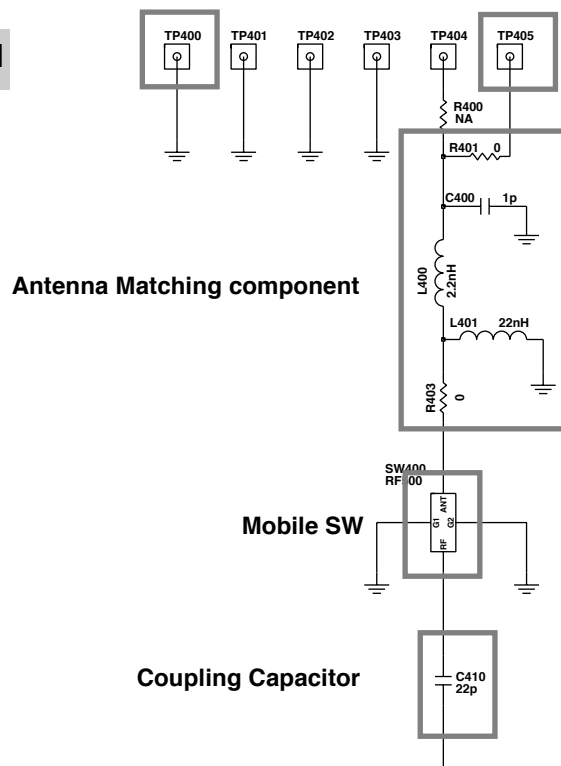 TP400 TP401 TP402 TP403 TP404 TP405
R400
NA
R401 0
C400 1p
L400
2.2nH
Antenna Matching component
L401 22nH
R403
0
SW400
ANT
G1 G2
RF
Mobile SW
Coupling Capacitor
C410
22p